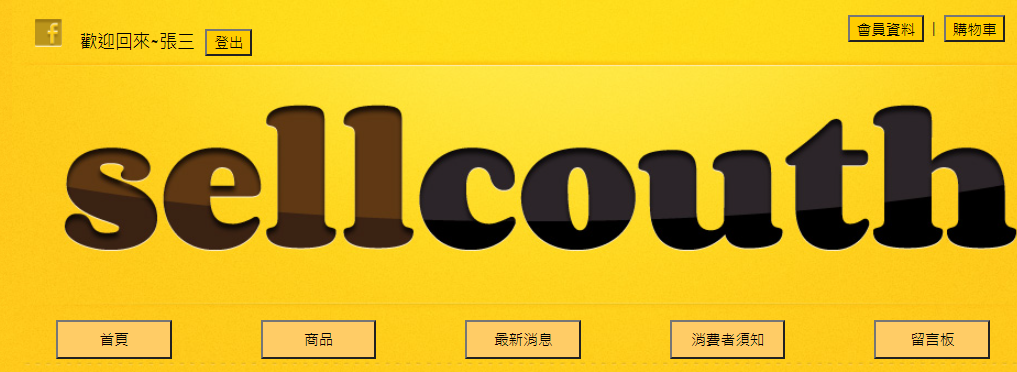 f 歡迎回來~張三 登出 會員資料 | 購物車
sellcouth
首頁 商品 最新消息 消費者須知 留言板